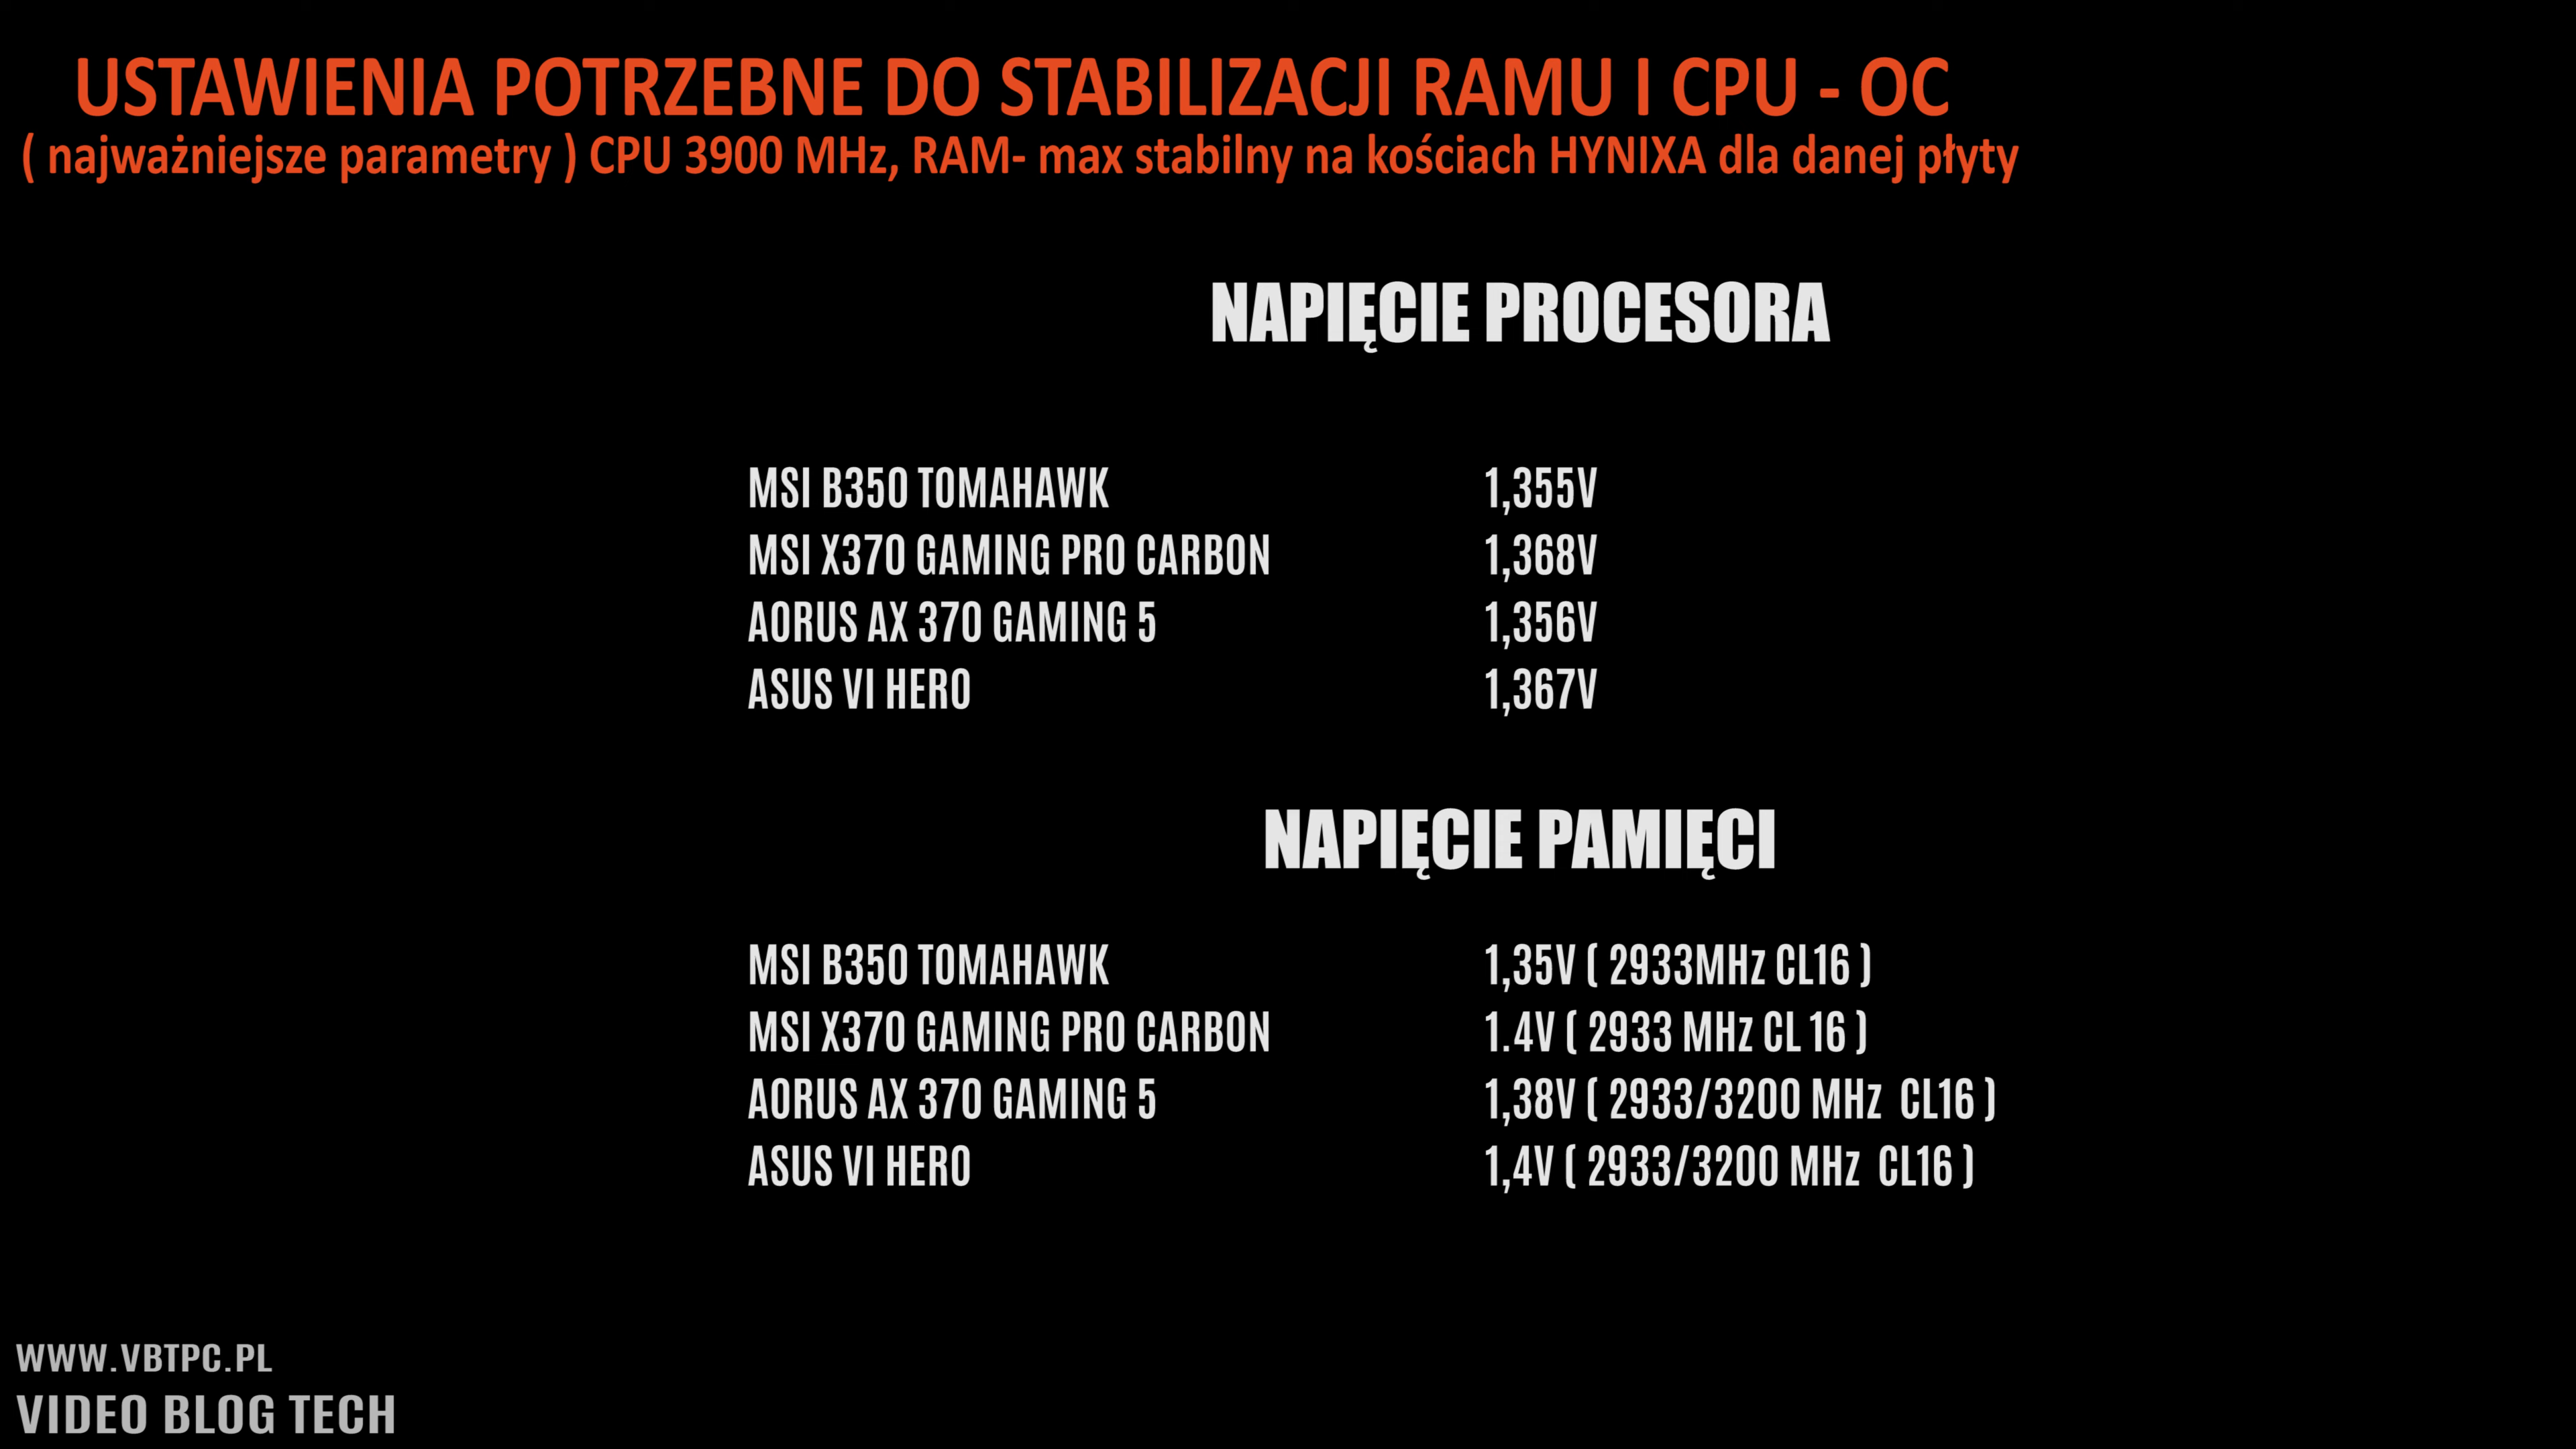 USTAWIENIA POTRZEBNE DO STABILIZACJI RAMU I CPU - OC
( najważniejsze parametry ) CPU 3900 MHz, RAM- max stabilny na kościach HYNIXA dla danej płyty
NAPIĘCIE PROCESORA
MSI B350 TOMAHAWK 1,355V
MSI X370 GAMING PRO CARBON 1,368V
AORUS AX 370 GAMING 5 1,356V
ASUS VI HERO 1,367V
NAPIĘCIE PAMIĘCI
MSI B350 TOMAHAWK 1,35V ( 2933MHz CL16 )
MSI X370 GAMING PRO CARBON 1.4V ( 2933 MHz CL 16 )
AORUS AX 370 GAMING 5 1,38V ( 2933/3200 MHz CL16 )
ASUS VI HERO 1,4V ( 2933/3200 MHz CL16 )
WWW.VBTPC.PL
VIDEO BLOG TECH